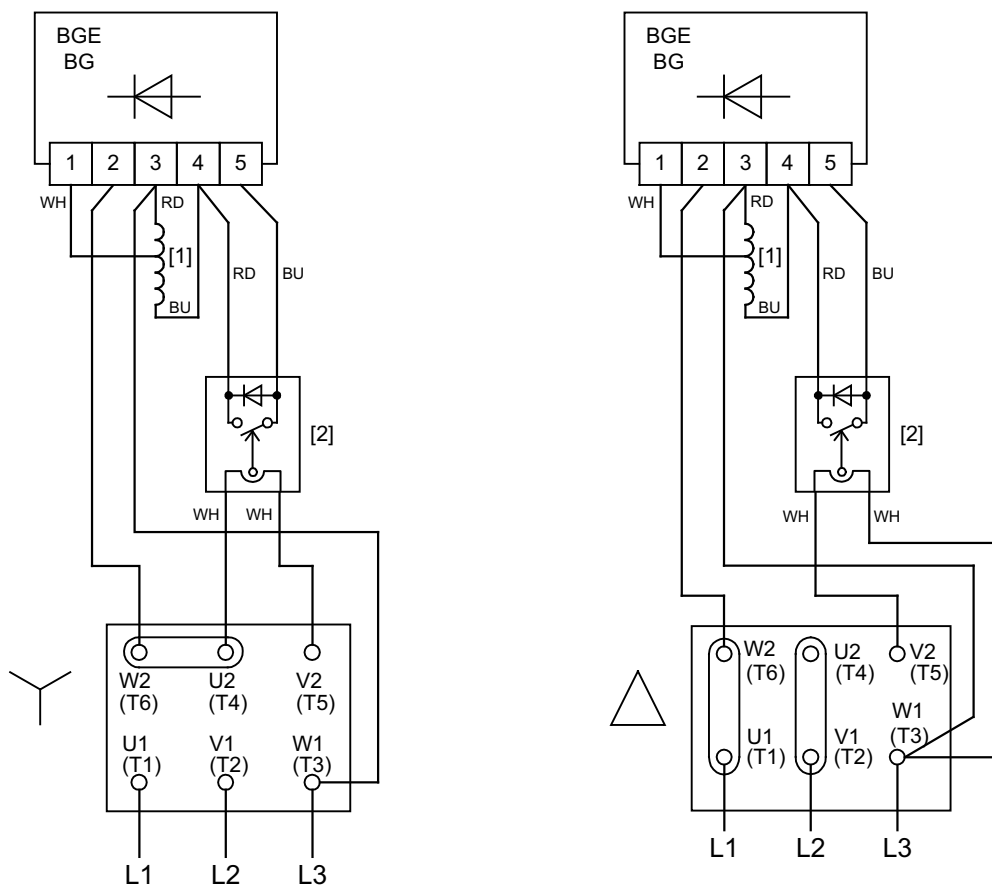 BGE
BG
1 2 3 4 5
WH RD
[1]
RD BU
BU
[2]
WH WH
W2 U2 V2
(T6) (T4) (T5)
U1 V1 W1
(T1) (T2) (T3)
L1 L2 L3
BGE
BG
1 2 3 4 5
WH RD
[1]
RD BU
BU
[2]
WH WH
W2 U2 V2
(T6) (T4) (T5)
W1
U1 V1 (T3)
(T1) (T2)
L1 L2 L3